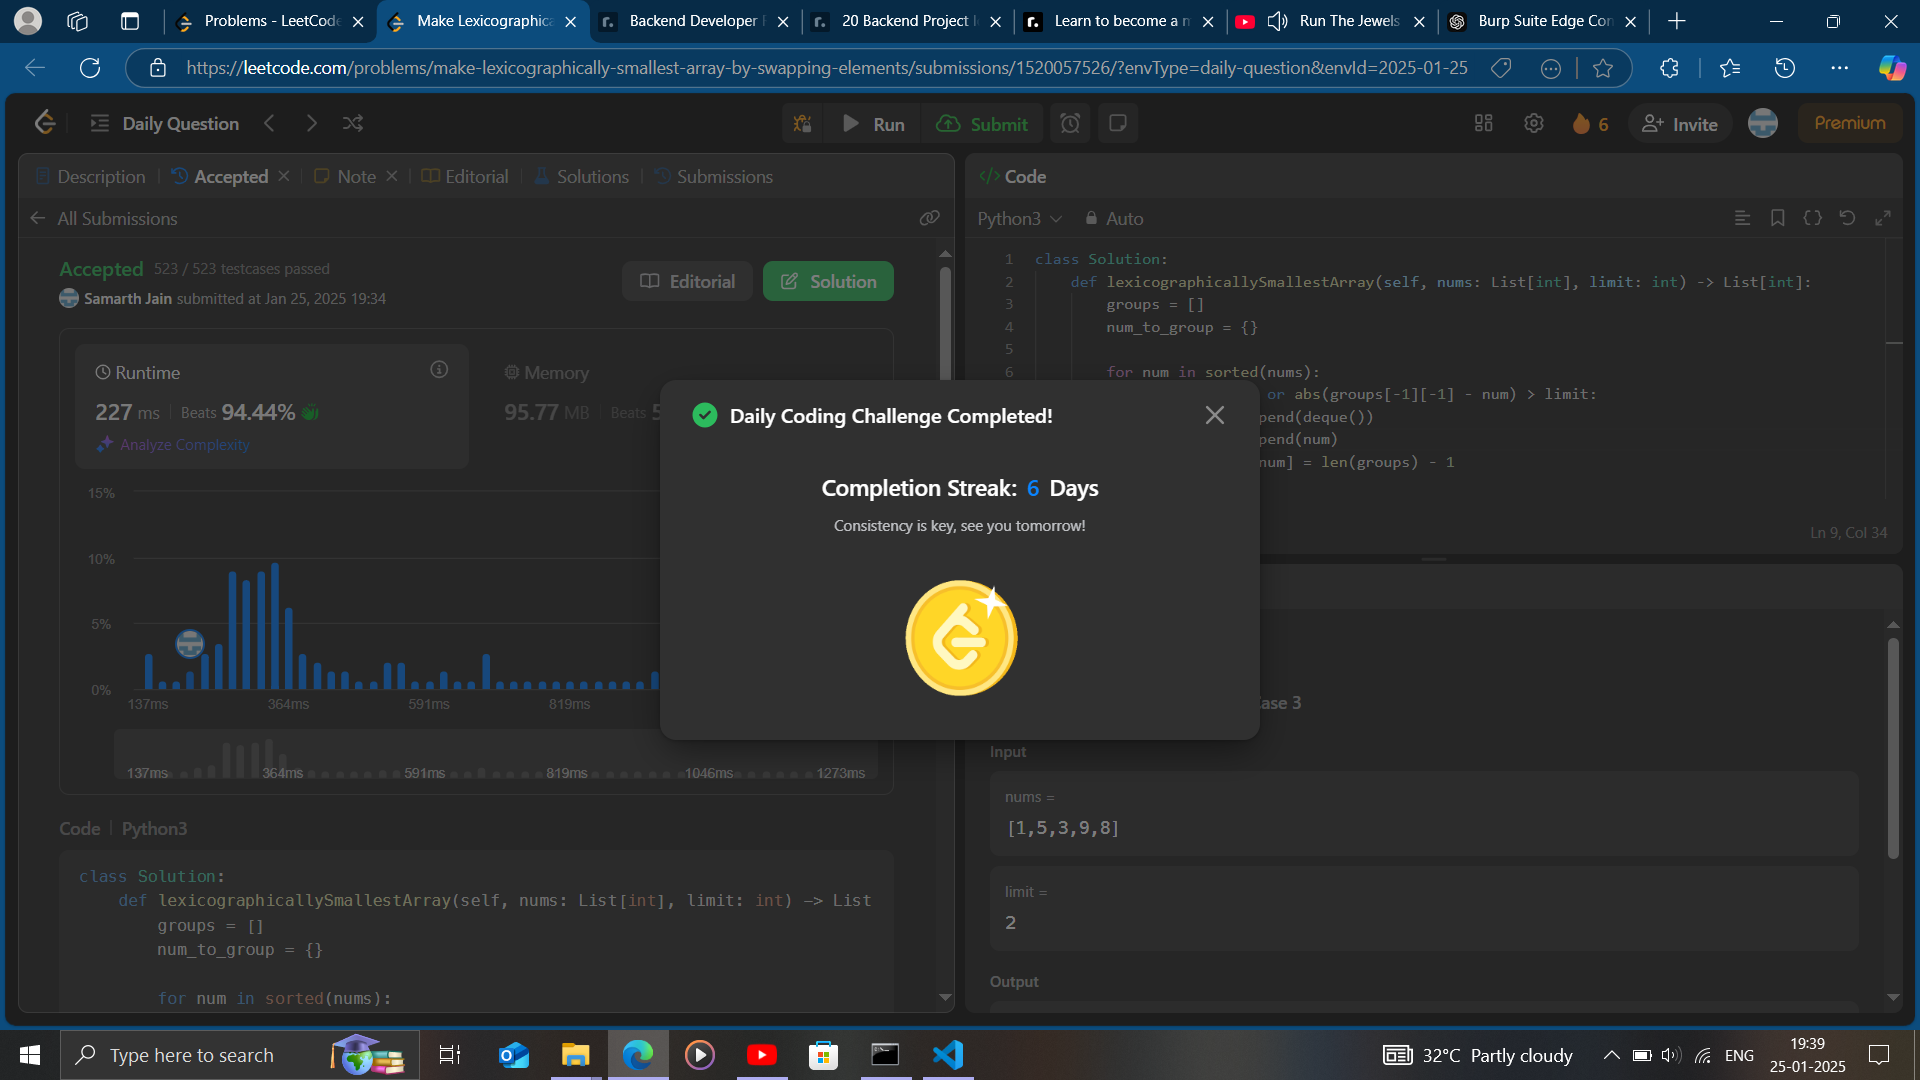 Problems - LeetCode
Make Lexicographica
Backend Developer
20 Backend Project
Learn to become a
Run The Jewels
Burp Suite Edge Con
https://leetcode.com/problems/make-lexicographically-smallest-array-by-swapping-elements/submissions/1520057526/?envType=daily-question&envId=2025-01-25
Daily Question
Run
Submit
6
Invite
Premium
Description
Accepted
Note
Editorial
Solutions
Submissions
All Submissions
Accepted 523 / 523 testcases passed
Samarth Jain submitted at Jan 25, 2025 19:34
Editorial
Solution
Runtime
227 ms | Beats 94.44%
Analyze Complexity
Memory
95.77 MB | Beats 5
15%
10%
5%
0%
137ms 364ms 591ms 819ms
137ms 364ms 591ms 819ms 1046ms 1273ms
Code | Python3
class Solution:
def lexicographicallySmallestArray(self, nums: List[int], limit: int) -> List
groups = []
num_to_group = {}
for num in sorted(nums):
Daily Coding Challenge Completed!
Completion Streak: 6 Days
Consistency is key, see you tomorrow!
</> Code
Python3
Auto
1 class Solution:
2 def lexicographicallySmallestArray(self, nums: List[int], limit: int) -> List[int]:
3 groups = []
4 num_to_group = {}
5
6 for num in sorted(nums):
or abs(groups[-1][-1] - num) > limit:
pend(deque())
pend(num)
num] = len(groups) - 1
Ln 9, Col 34
ase 3
Input
nums =
[1,5,3,9,8]
limit =
2
Output
Type here to search
32°C Partly cloudy
ENG
19:39
25-01-2025